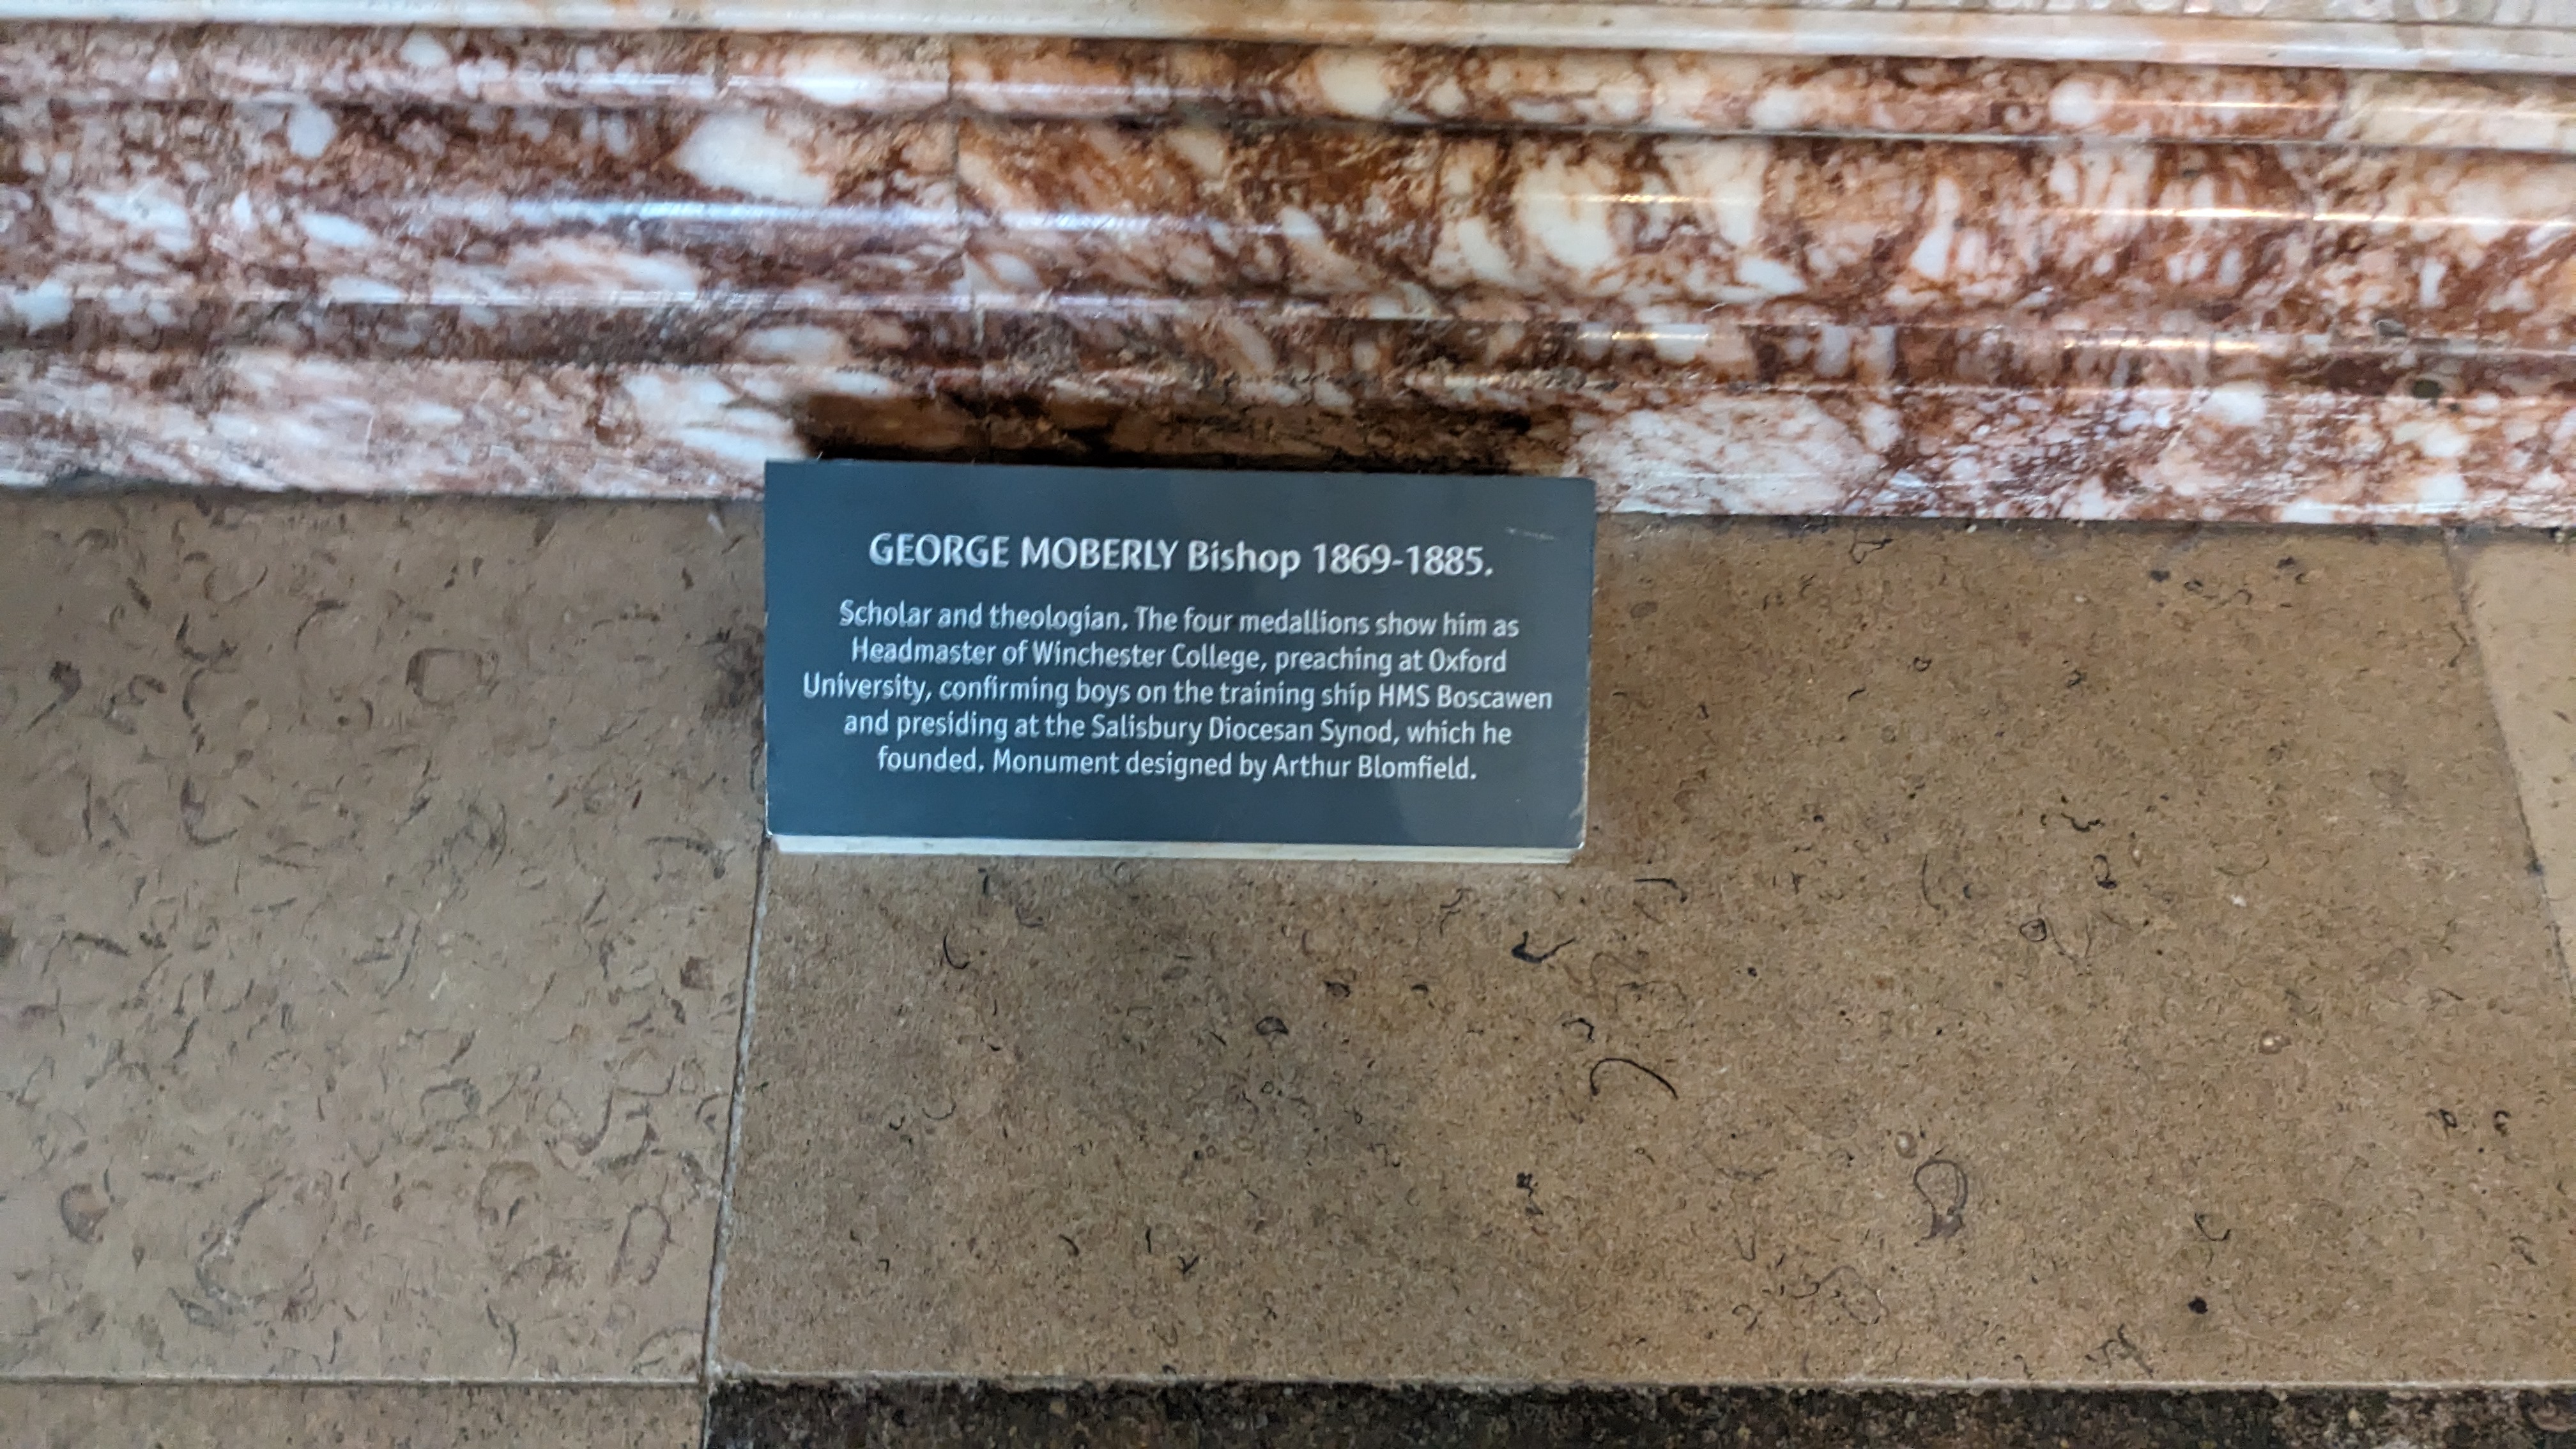 GEORGE MOBERLY Bishop 1869-1885.
Scholar and theologian. The four medallions show him as
Headmaster of Winchester College, preaching at Oxford
University, confirming boys on the training ship HMS Boscawen
and presiding at the Salisbury Diocesan Synod, which he
founded. Monument designed by Arthur Blomfield.